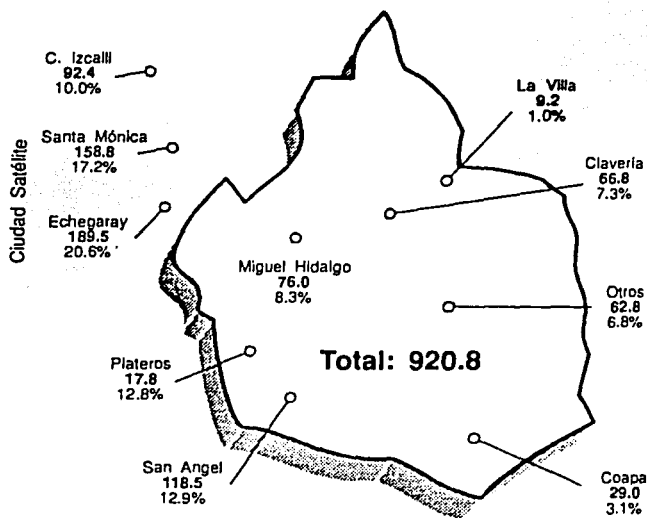 C. Izcalli
92.4
10.0%
La Villa
9.2
1.0%
Santa Mónica
158.8
17.2%
Clavería
66.8
7.3%
Ciudad Satélite
Echegaray
189.5
20.6%
Miguel Hidalgo
76.0
8.3%
Otros
62.8
6.8%
Plateros
17.8
12.8%
Total: 920.8
San Angel
118.5
12.9%
Coapa
29.0
3.1%